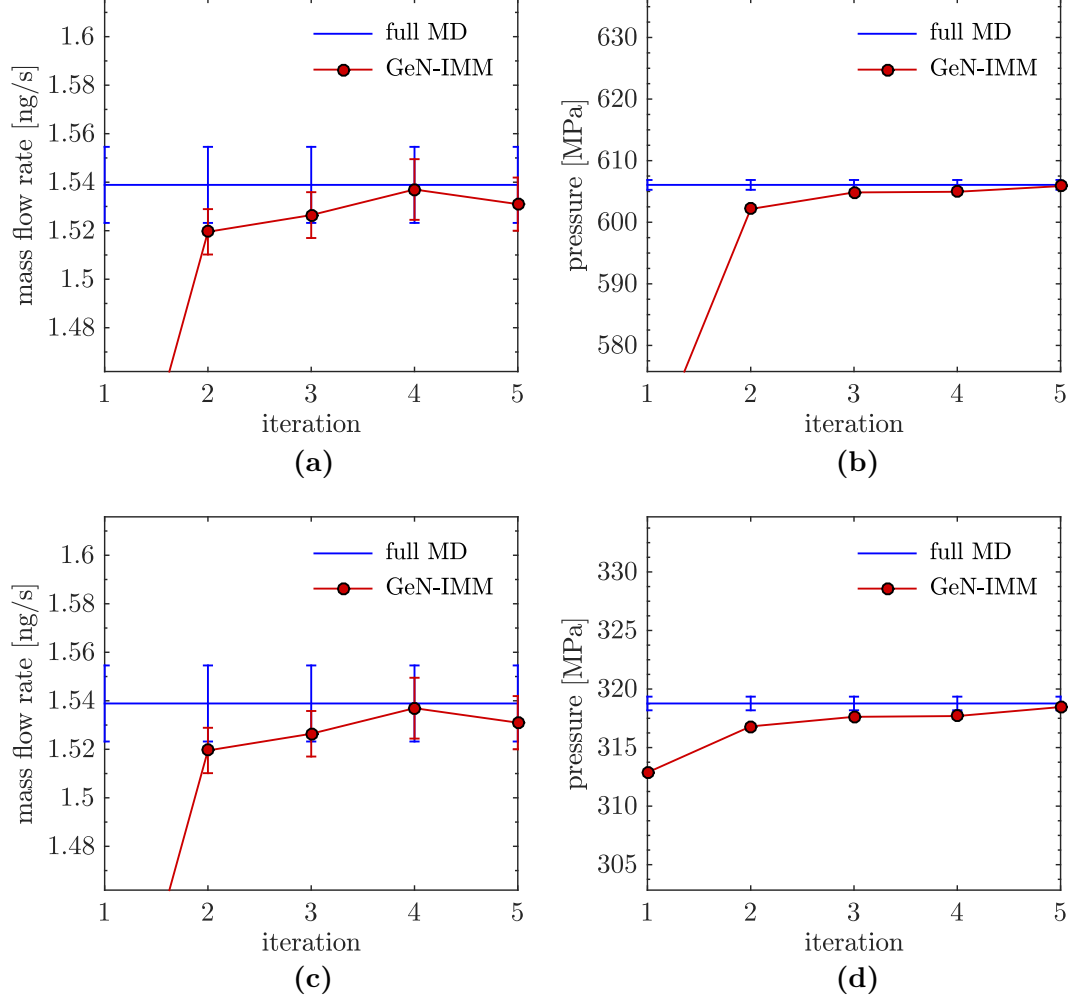 mass flow rate [ng/s]
1.6
1.58
1.56
1.54
1.52
1.5
1.48
full MD
GeN-IMM
1 2 3 4 5
iteration
(a)
pressure [MPa]
630
620
610
600
590
580
full MD
GeN-IMM
1 2 3 4 5
iteration
(b)
mass flow rate [ng/s]
1.6
1.58
1.56
1.54
1.52
1.5
1.48
full MD
GeN-IMM
1 2 3 4 5
iteration
(c)
pressure [MPa]
330
325
320
315
310
305
full MD
GeN-IMM
1 2 3 4 5
iteration
(d)